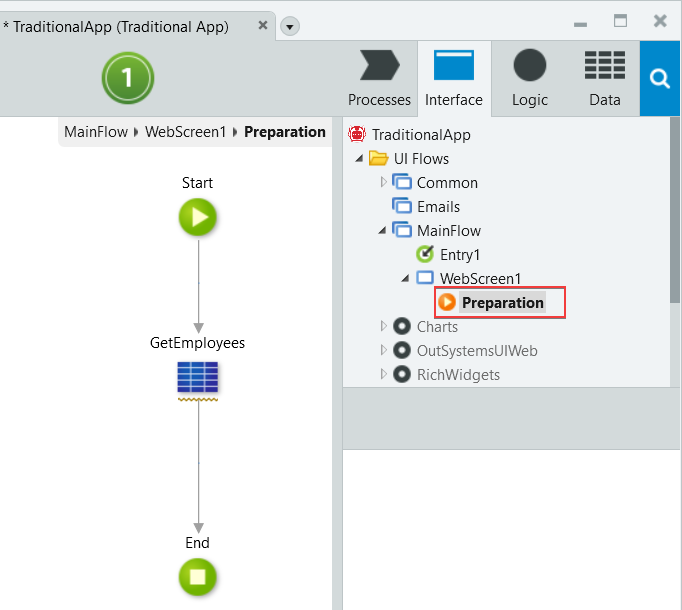 * TraditionalApp (Traditional App)
1
Processes
Interface
Logic
Data
MainFlow WebScreen1 Preparation
Start
GetEmployees
End
TraditionalApp
UI Flows
Common
Emails
MainFlow
Entry1
WebScreen1
Preparation
Charts
OutSystemsUIWeb
RichWidgets